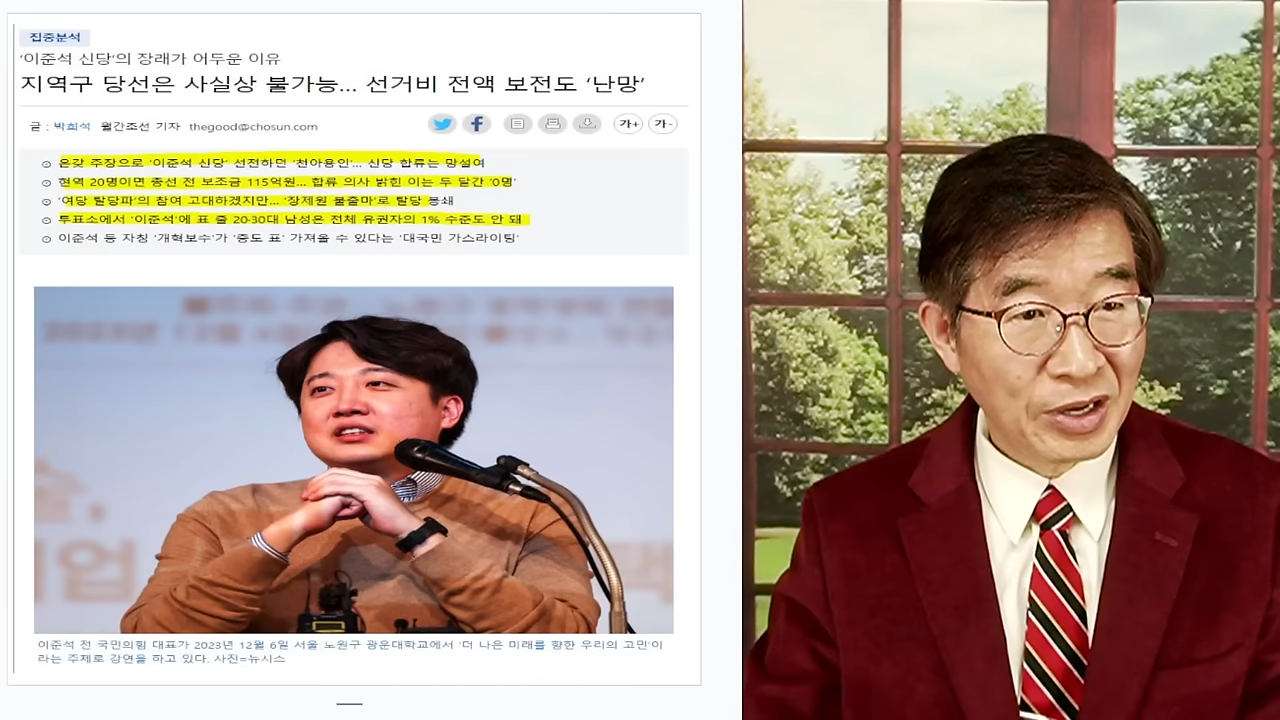 집중분석
'이준석 신당'의 장래가 어두운 이유
지역구 당선은 사실상 불가능... 선거비 전액 보전도 '난망'
글 : 박희석 월간조선 기자 thegood@chosun.com
가+ 가-
온갖 주장으로 '이준석 신당' 선전하던 '천아용인'... 신당 합류는 망설여
현역 20명이면 총선 전 보조금 115억원... 합류 의사 밝힌 이는 두 달간 '0명'
'여당 탈당파'의 참여 고대하겠지만... '장제원 불출마'로 탈당 봉쇄
투표소에서 '이준석'에 표 줄 20·30대 남성은 전체 유권자의 1% 수준도 안 돼
이준석 등 자칭 '개혁보수'가 '중도 표' 가져올 수 있다는 '대국민 가스라이팅'
이준석 전 국민의힘 대표가 2023년 12월 6일 서울 노원구 광운대학교에서 '더 나은 미래를 향한 우리의 고민'이
라는 주제로 강연을 하고 있다. 사진=뉴시스